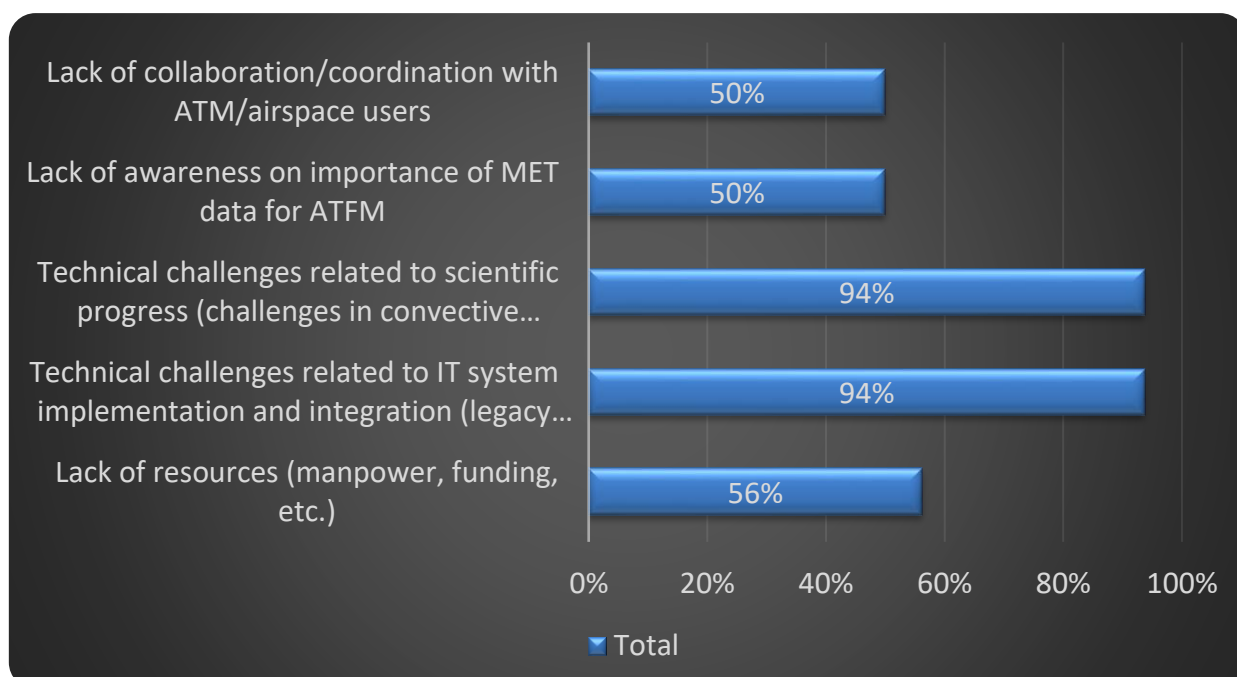 Lack of collaboration/coordination with
ATM/airspace users
50%
Lack of awareness on importance of MET
data for ATFM
50%
Technical challenges related to scientific
progress (challenges in convective...
94%
Technical challenges related to IT system
implementation and integration (legacy...
94%
Lack of resources (manpower, funding,
etc.)
56%
0% 20% 40% 60% 80% 100%
Total